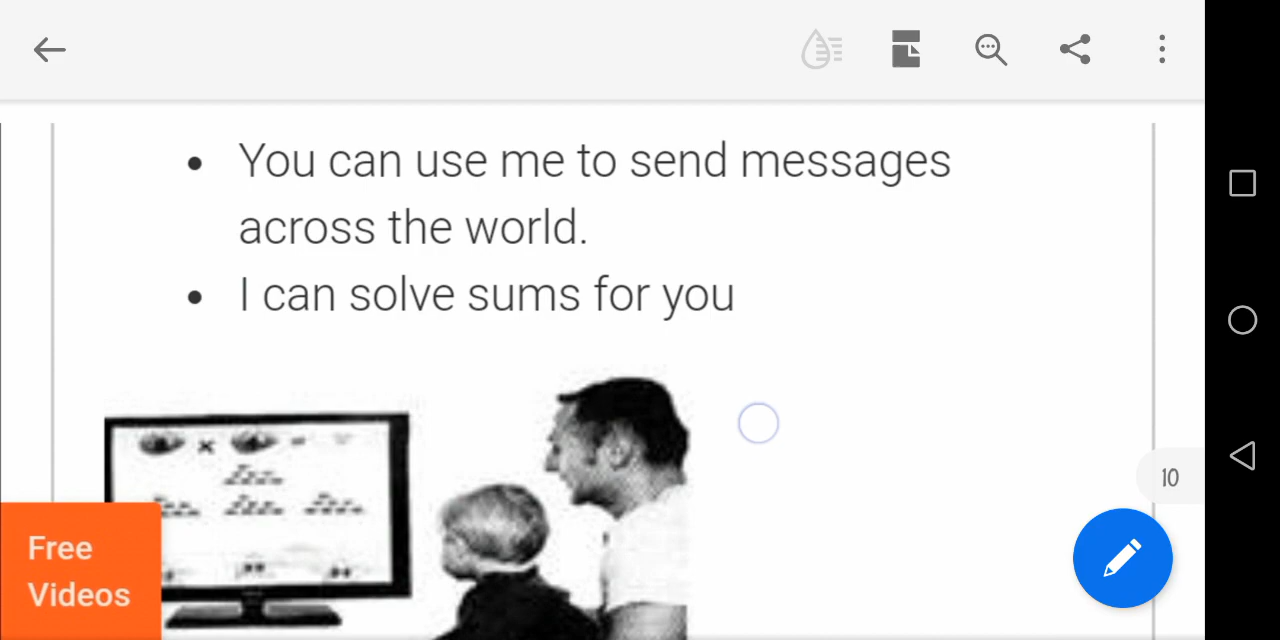 • You can use me to send messages
across the world.
• I can solve sums for you
10
Free
Videos